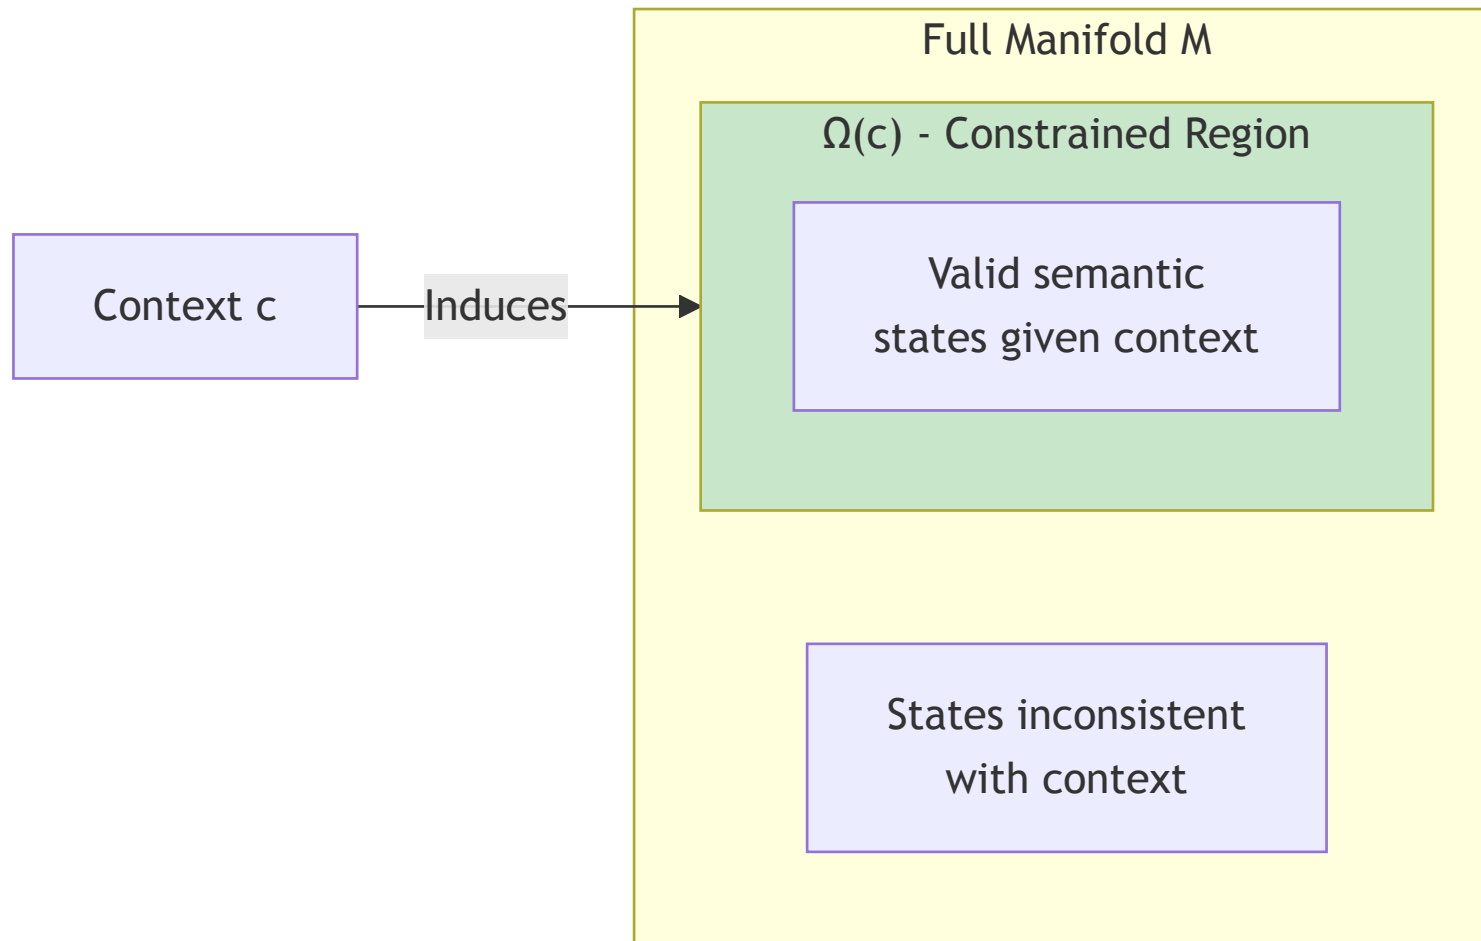 Full Manifold M
Ω(c) - Constrained Region
Valid semantic
states given context
Context c
Induces
States inconsistent
with context